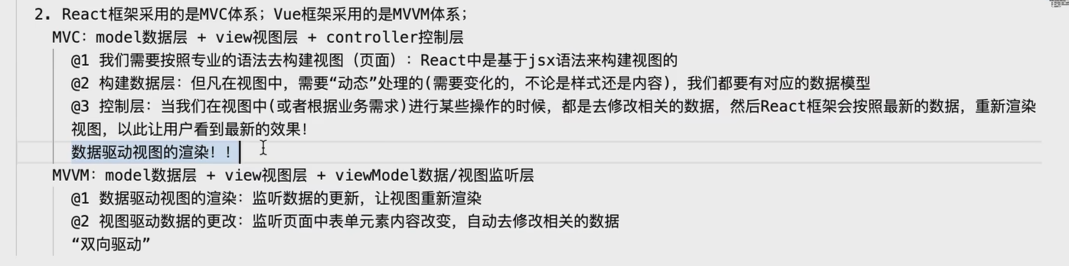 2. React框架采用的是MVC体系；Vue框架采用的是MVVM体系；
MVC：model数据层 + view视图层 + controller控制层
@1 我们需要按照专业的语法去构建视图（页面）：React中是基于jsx语法来构建视图的
@2 构建数据层：但凡在视图中，需要“动态”处理的(需要变化的，不论是样式还是内容)，我们都要有对应的数据模型
@3 控制层：当我们在视图中(或者根据业务需求)进行某些操作的时候，都是去修改相关的数据，然后React框架会按照最新的数据，重新渲染
视图，以此让用户看到最新的效果！
数据驱动视图的渲染！！
MVVM：model数据层 + view视图层 + viewModel数据/视图监听层
@1 数据驱动视图的渲染：监听数据的更新，让视图重新渲染
@2 视图驱动数据的更改：监听页面中表单元素内容改变，自动去修改相关的数据
“双向驱动”